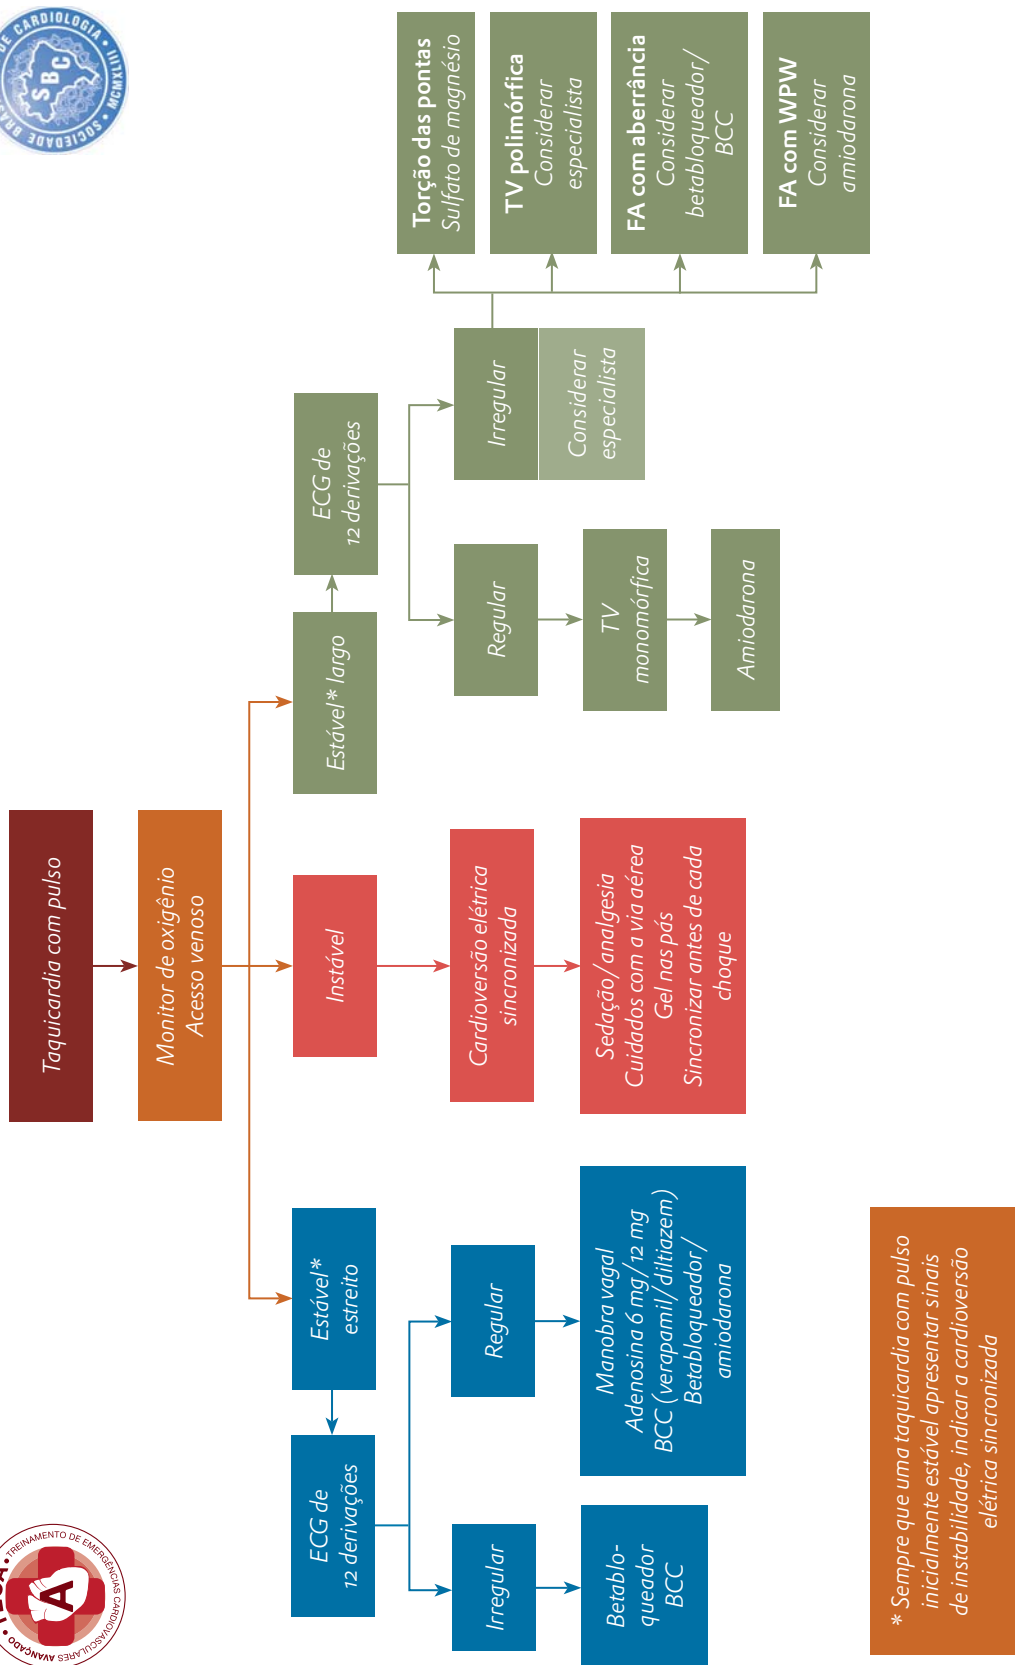 TECA
A
AVANÇADO • TREINAMENTO DE EMERGÊNCIAS CARDIOVASCULARES
DE CARDIOLOGIA • MCMXLIII • SOCIEDADE
SBC
Taquicardia com pulso
Monitor de oxigênio
Acesso venoso
Estável*
estreito
Instável
Estável* largo
ECG de
12 derivações
Irregular
Betablo-
queador
BCC
Regular
Manobra vagal
Adenosina 6 mg/12 mg
BCC (verapamil/diltiazem)
Betabloqueador/
amiodarona
Cardioversão elétrica
sincronizada
Sedação/analgesia
Cuidados com a via aérea
Gel nas pás
Sincronizar antes de cada
choque
ECG de
12 derivações
Regular
TV
monomórfica
Amiodarona
Irregular
Considerar
especialista
Torção das pontas
Sulfato de magnésio
TV polimórfica
Considerar
especialista
FA com aberrância
Considerar
betabloqueador/
BCC
FA com WPW
Considerar
amiodarona
* Sempre que uma taquicardia com pulso
inicialmente estável apresentar sinais
de instabilidade, indicar a cardioversão
elétrica sincronizada